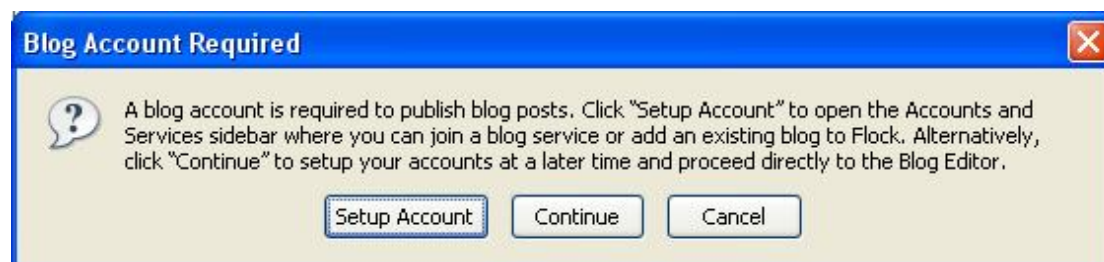 Blog Account Required
A blog account is required to publish blog posts. Click "Setup Account" to open the Accounts and
Services sidebar where you can join a blog service or add an existing blog to Flock. Alternatively,
click "Continue" to setup your accounts at a later time and proceed directly to the Blog Editor.
Setup Account Continue Cancel